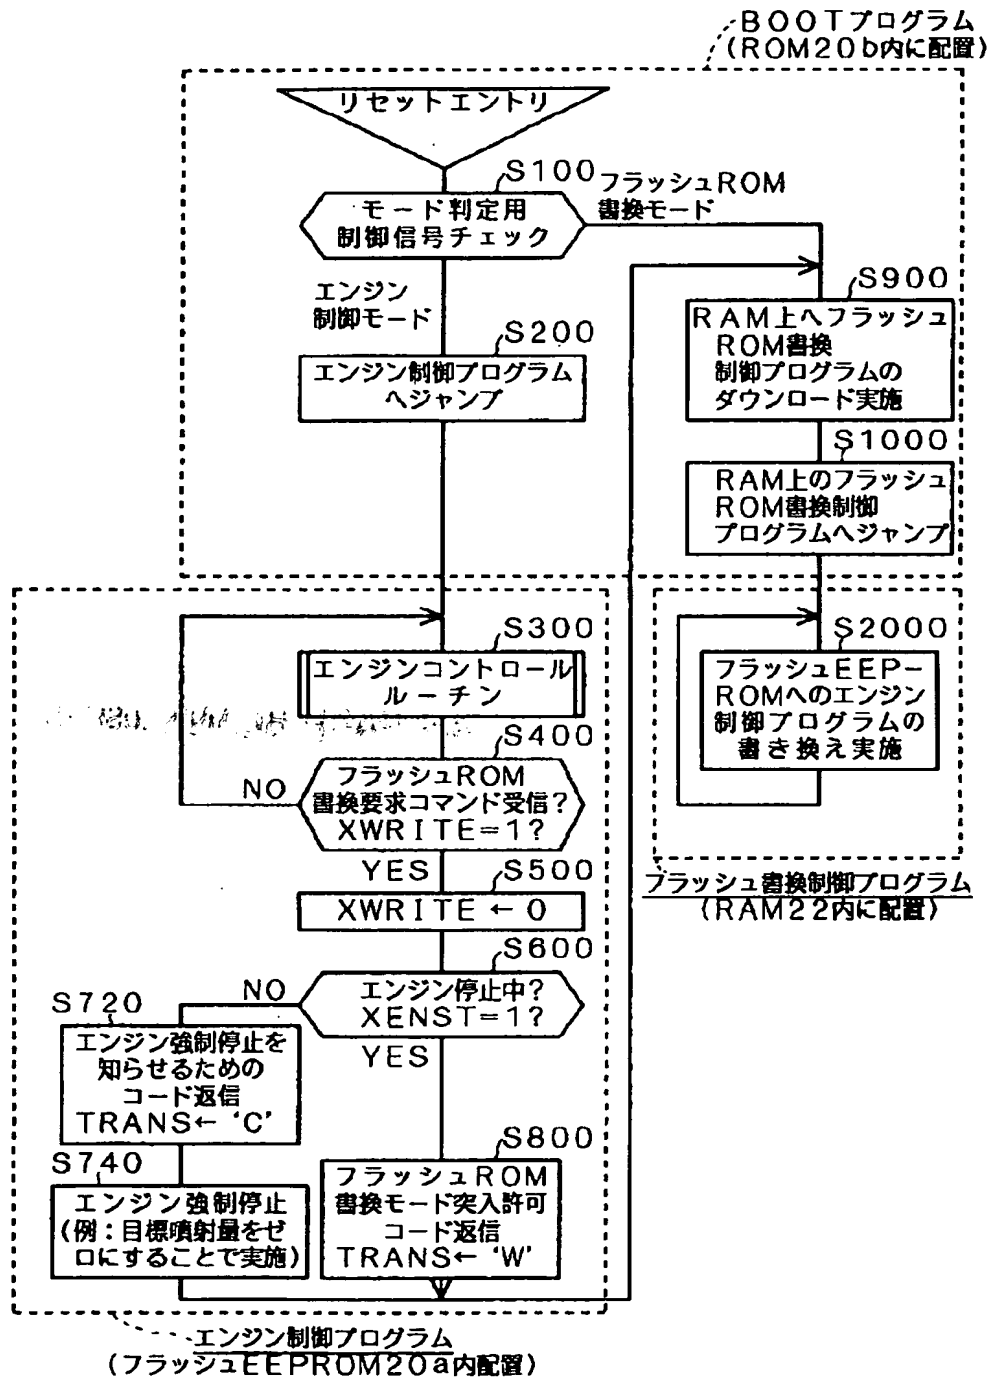 BOOTプログラム
(ROM20b内に配置)
リセットエントリ
S100
モード判定用
制御信号チェック
フラッシュROM
書換モード
エンジン
制御モード
S200
エンジン制御プログラム
へジャンプ
S900
RAM上へフラッシュ
ROM書換
制御プログラムの
ダウンロード実施
S1000
RAM上のフラッシュ
ROM書換制御
プログラムへジャンプ
S300
エンジンコントロール
ルーチン
S400
フラッシュROM
書換要求コマンド受信?
XWRITE=1?
NO
YES
S500
XWRITE←0
S600
エンジン停止中?
XENST=1?
NO
YES
S720
エンジン強制停止を
知らせるための
コード返信
TRANS←‘C’
S740
エンジン強制停止
(例:目標噴射量をゼ
ロにすることで実施)
S800
フラッシュROM
書換モード突入許可
コード返信
TRANS←‘W’
S2000
フラッシュEEP-
ROMへのエンジン
制御プログラムの
書き換え実施
フラッシュ書換制御プログラム
(RAM22内に配置)
エンジン制御プログラム
(フラッシュEEPROM20a内配置)